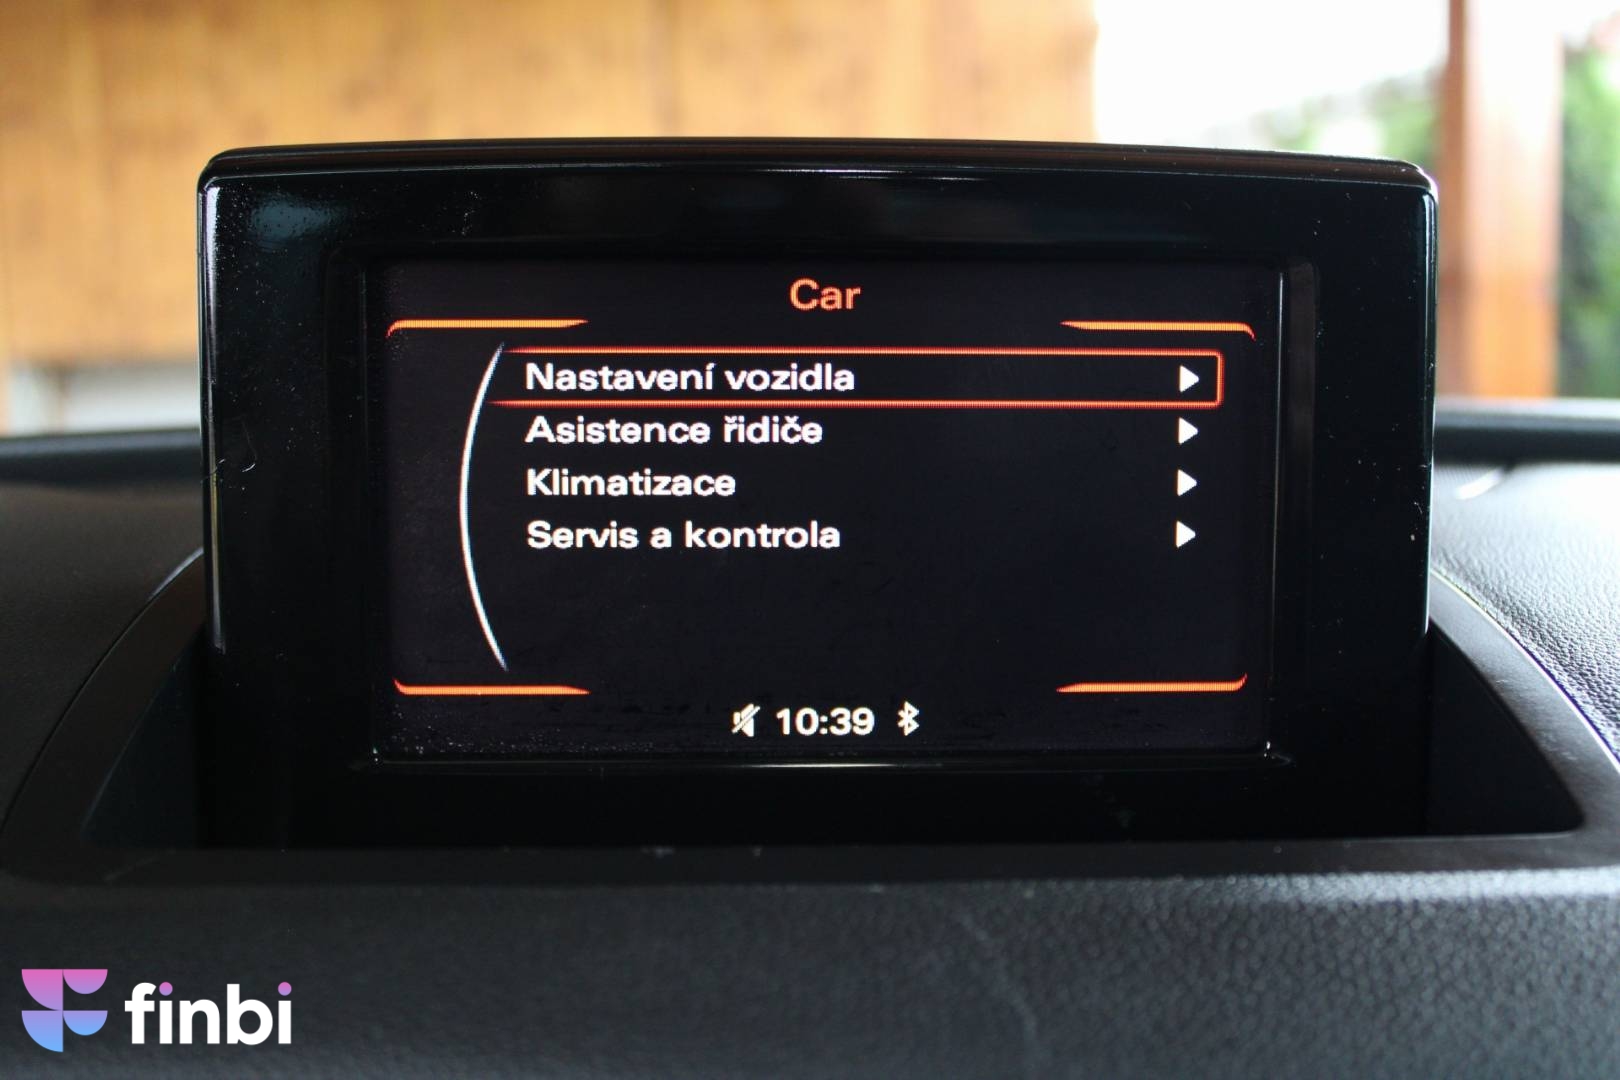 Car
Nastavení vozidla
Asistence řidiče
Klimatizace
Servis a kontrola
10:39
finbi